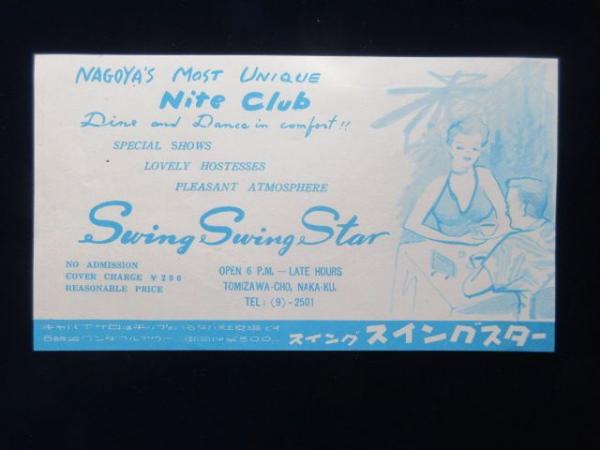 NAGOYA'S MOST UNIQUE
Nite Club
Dine and Dance in comfort!!
SPECIAL SHOWS
LOVELY HOSTESSES
PLEASANT ATMOSPHERE
Swing Swing Star
NO ADMISSION
COVER CHARGE ¥200
REASONABLE PRICE
OPEN 6 P.M. — LATE HOURS
TOMIZAWA-CHO, NAKA-KU.
TEL: (9) - 2501
スイング スイングスター